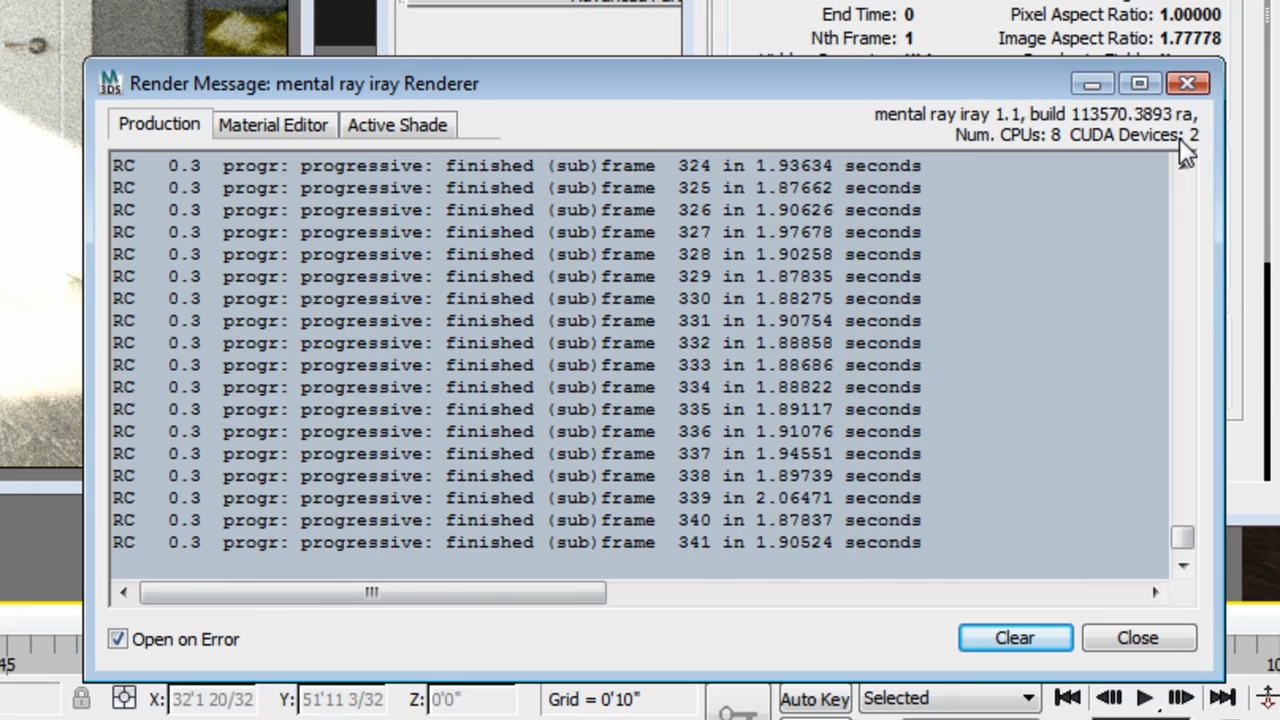 End Time: 0
Pixel Aspect Ratio: 1.00000
Nth Frame: 1
Image Aspect Ratio: 1.77778
M
3DS
Render Message: mental ray iray Renderer
Production
Material Editor
Active Shade
mental ray iray 1.1, build 113570.3893 ra,
Num. CPUs: 8 CUDA Devices: 2
RC 0.3 progr: progressive: finished (sub)frame 324 in 1.93634 seconds
RC 0.3 progr: progressive: finished (sub)frame 325 in 1.87662 seconds
RC 0.3 progr: progressive: finished (sub)frame 326 in 1.90626 seconds
RC 0.3 progr: progressive: finished (sub)frame 327 in 1.97678 seconds
RC 0.3 progr: progressive: finished (sub)frame 328 in 1.90258 seconds
RC 0.3 progr: progressive: finished (sub)frame 329 in 1.87835 seconds
RC 0.3 progr: progressive: finished (sub)frame 330 in 1.88275 seconds
RC 0.3 progr: progressive: finished (sub)frame 331 in 1.90754 seconds
RC 0.3 progr: progressive: finished (sub)frame 332 in 1.88858 seconds
RC 0.3 progr: progressive: finished (sub)frame 333 in 1.88686 seconds
RC 0.3 progr: progressive: finished (sub)frame 334 in 1.88822 seconds
RC 0.3 progr: progressive: finished (sub)frame 335 in 1.89117 seconds
RC 0.3 progr: progressive: finished (sub)frame 336 in 1.91076 seconds
RC 0.3 progr: progressive: finished (sub)frame 337 in 1.94551 seconds
RC 0.3 progr: progressive: finished (sub)frame 338 in 1.89739 seconds
RC 0.3 progr: progressive: finished (sub)frame 339 in 2.06471 seconds
RC 0.3 progr: progressive: finished (sub)frame 340 in 1.87837 seconds
RC 0.3 progr: progressive: finished (sub)frame 341 in 1.90524 seconds
Open on Error
Clear
Close
45
10
X: 32'1 20/32
Y: 51'11 3/32
Z: 0'0"
Grid = 0'10"
Auto Key
Selected